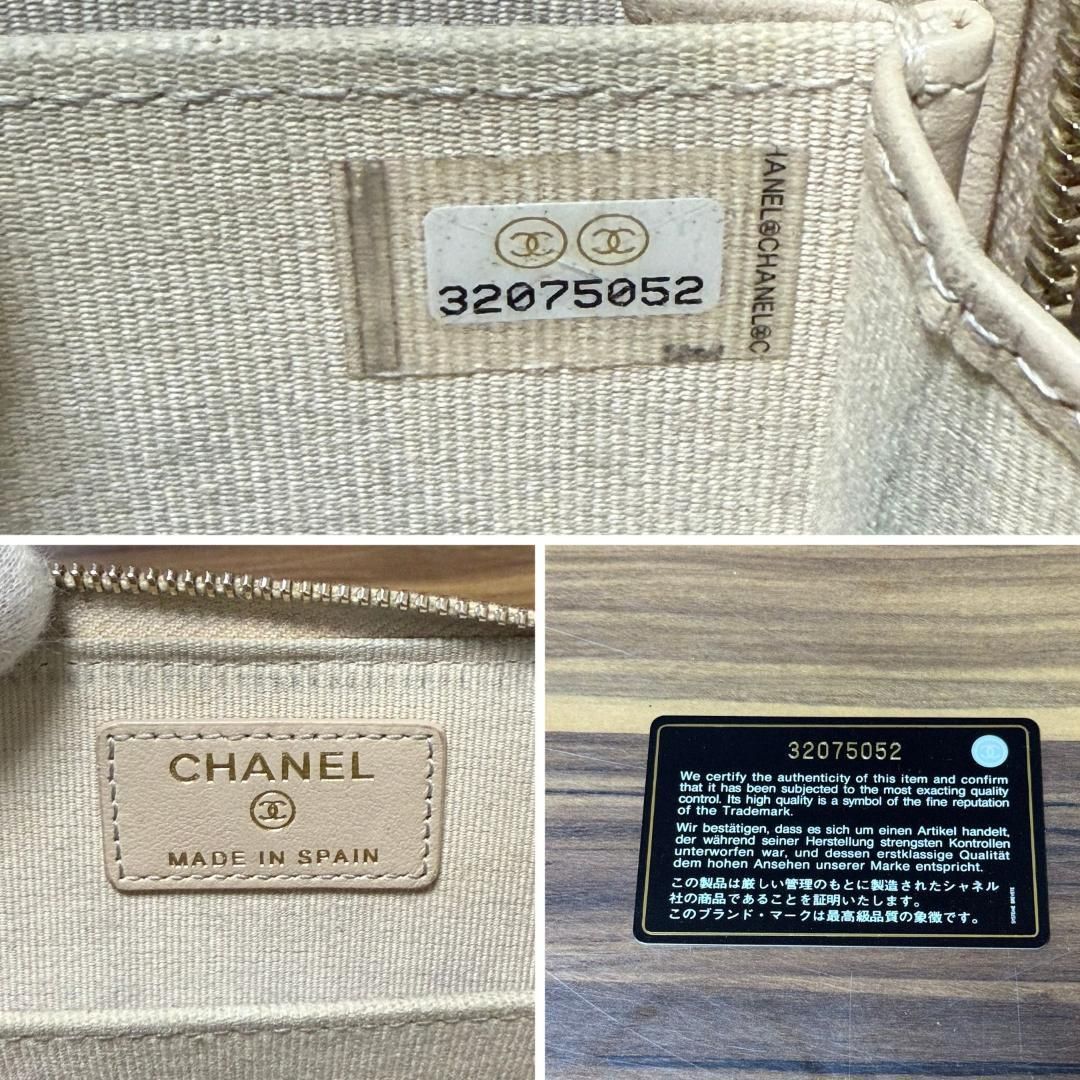 HANEL©CHANEL©C
32075052
CHANEL
MADE IN SPAIN
32075052
We certify the authenticity of this item and confirm
that it has been subjected to the most exacting quality
control. Its high quality is a symbol of the fine reputation
of the Trademark.
Wir bestätigen, dass es sich um einen Artikel handelt,
der während seiner Herstellung strengsten Kontrollen
unterworfen war, und dessen erstklassige Qualität
dem hohen Ansehen unserer Marke entspricht.
この製品は厳しい管理のもとに製造されたシャネル
社の商品であることを証明いたします。
このブランド・マークは最高級品質の象徴です。